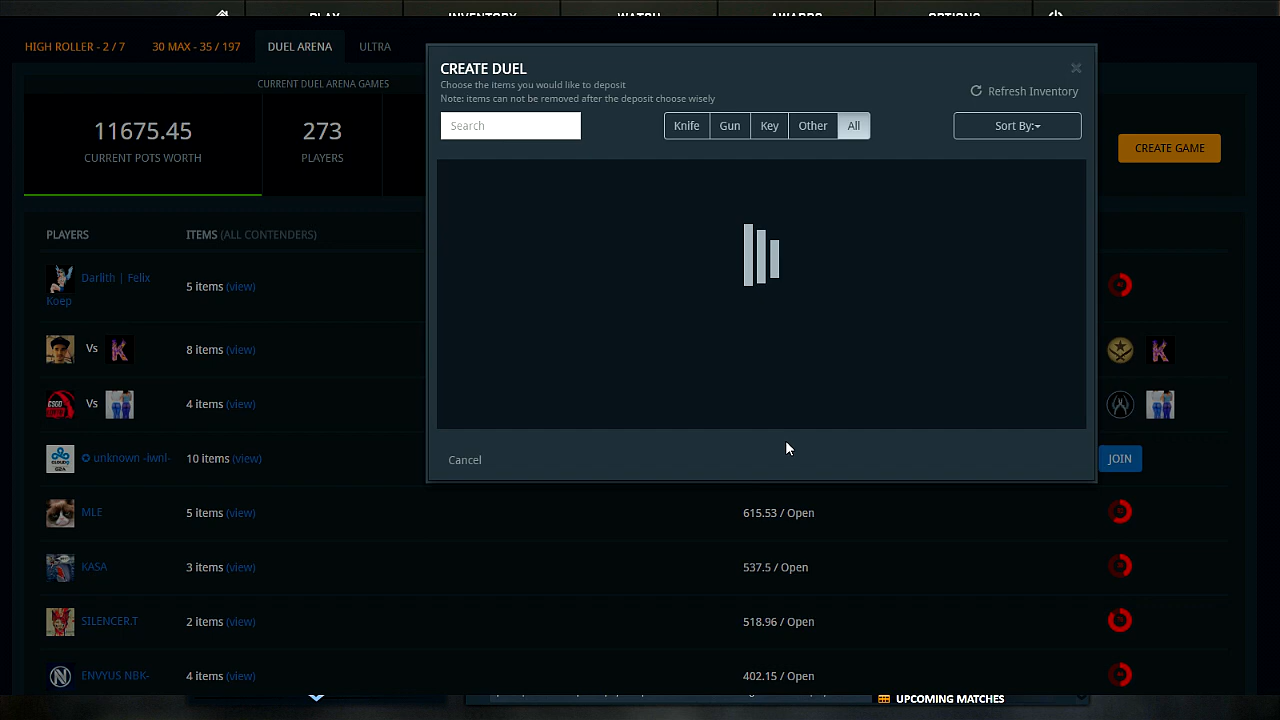 PLAY INVENTORY WATCH AWARDS OPTIONS
HIGH ROLLER - 2 / 7 30 MAX - 35 / 197 DUEL ARENA ULTRA
CURRENT DUEL ARENA GAMES
11675.45 273
CURRENT POTS WORTH PLAYERS
CREATE GAME
CREATE DUEL
Choose the items you would like to deposit
Note: items can not be removed after the deposit choose wisely
Refresh Inventory
Search Knife Gun Key Other All Sort By:
Cancel
PLAYERS ITEMS (ALL CONTENDERS)
Darlith | Felix
Koep
5 items (view)
Vs 8 items (view)
Vs 4 items (view)
unknown -iwnl- 10 items (view) JOIN
MLE 5 items (view) 615.53 / Open
KASA 3 items (view) 537.5 / Open
SILENCER.T 2 items (view) 518.96 / Open
ENVYUS NBK- 4 items (view) 402.15 / Open
UPCOMING MATCHES